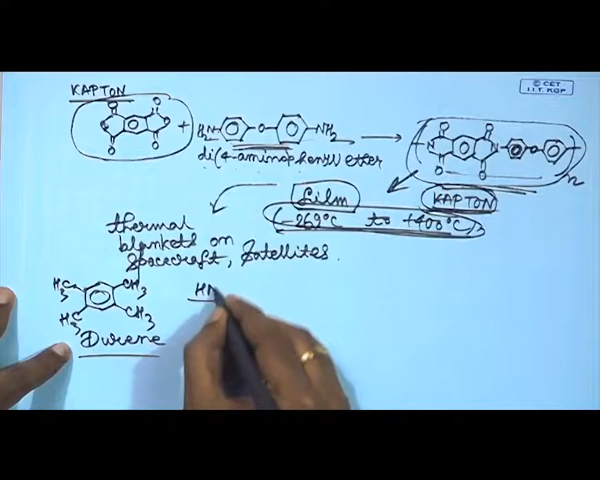 © CET
I.I.T. KGP
KAPTON
+ H₂N O NH₂
di(4-aminophenyl) ether
film KAPTON
(-269°C to +400°C)
thermal
blankets on
Spacecraft, Satellites.
H₃C CH₃
H₃C CH₃
Durene
HN